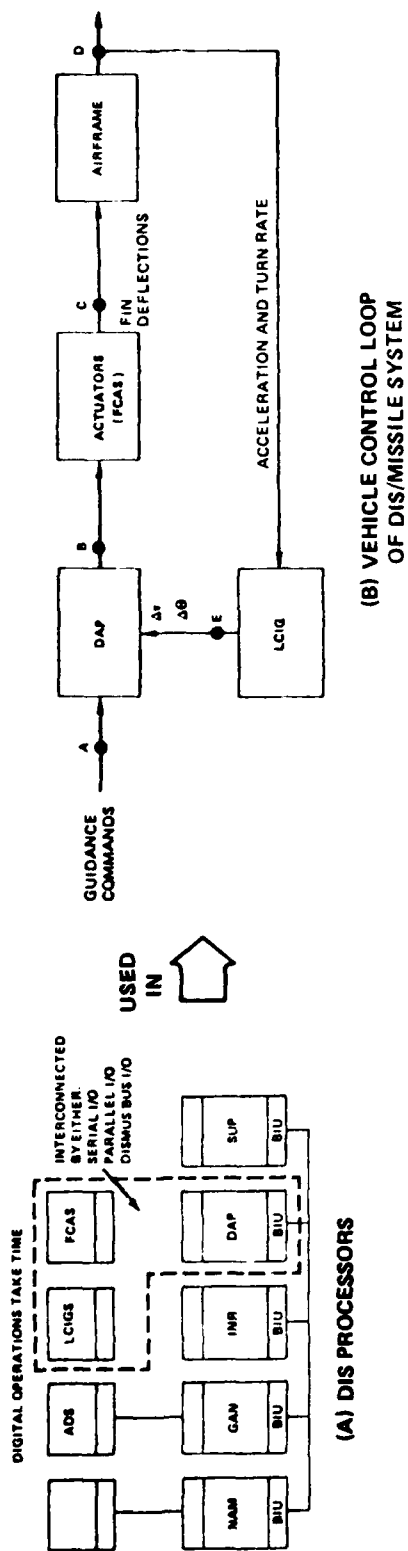 DIGITAL OPERATIONS TAKE TIME
INTERCONNECTED
BY EITHER.
SERIAL I/O
PARALLEL I/O
DISMUS BUS I/O
ADS
LCIGS
FCAS
NAM
BIU
GAN
BIU
INR
BIU
DAP
BIU
SUP
BIU
(A) DIS PROCESSORS
USED
IN
GUIDANCE
COMMANDS
A
DAP
B
ACTUATORS
(FCAS)
C
FIN
DEFLECTIONS
AIRFRAME
D
Δv
Δθ
E
LCIG
ACCELERATION AND TURN RATE
(B) VEHICLE CONTROL LOOP
OF DIS/MISSILE SYSTEM